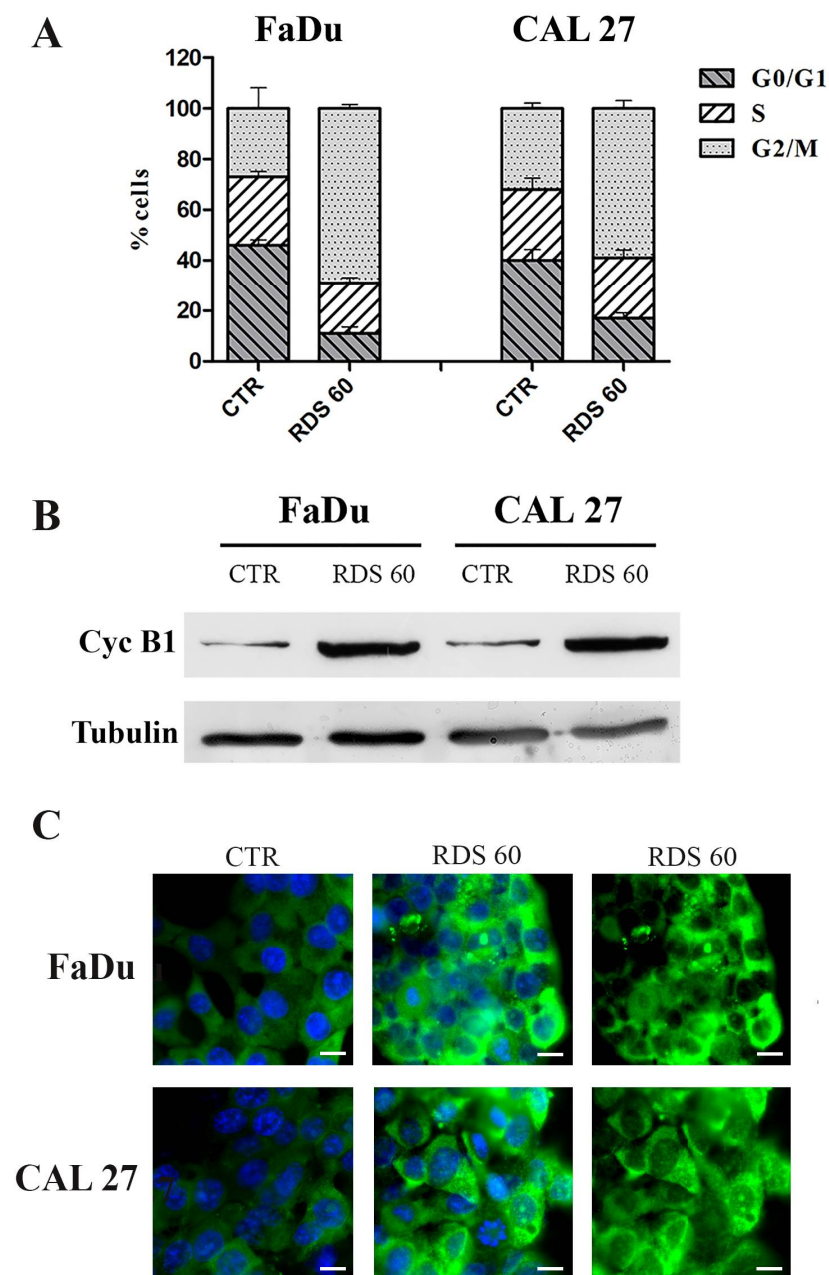 A
FaDu
CAL 27
120
100
80
60
40
20
0
% cells
G0/G1
S
G2/M
CTR
RDS 60
CTR
RDS 60
B
FaDu
CAL 27
CTR
RDS 60
CTR
RDS 60
Cyc B1
Tubulin
C
CTR
RDS 60
RDS 60
FaDu
CAL 27